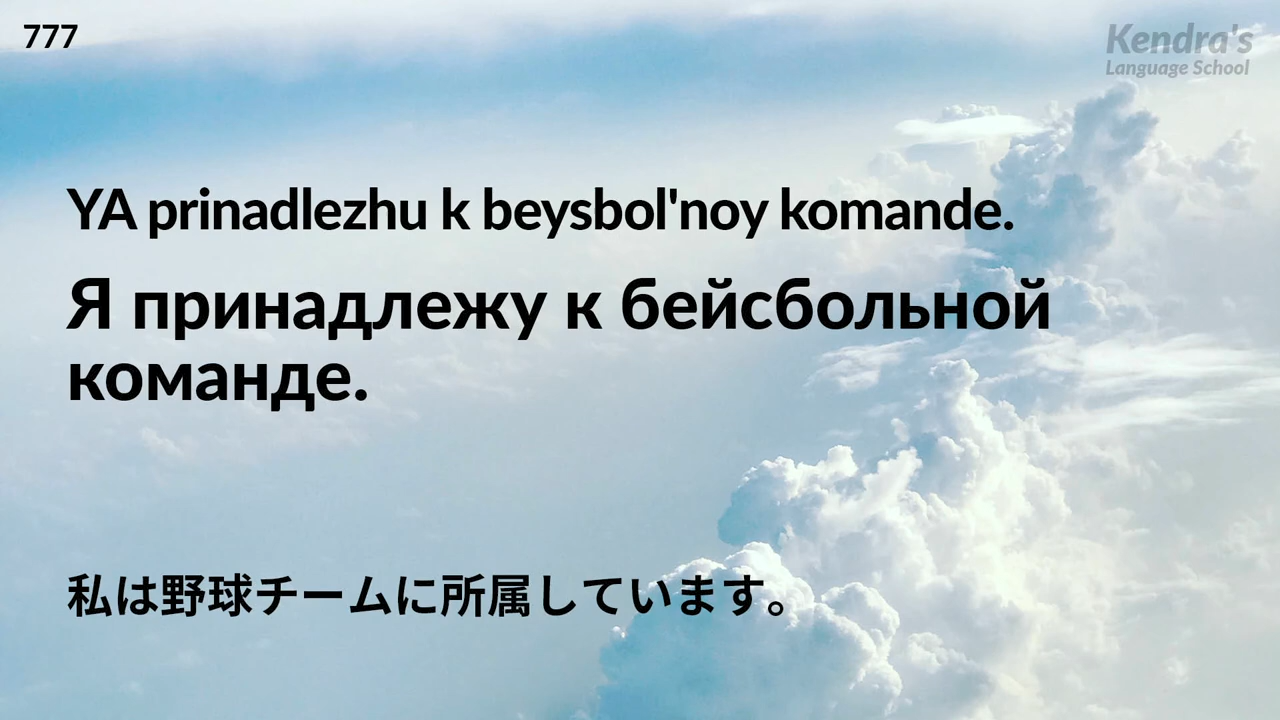 777
Kendra's
Language School
YA prinadlezhu k beysbol'noy komande.
Я принадлежу к бейсбольной
команде.
私は野球チームに所属しています。